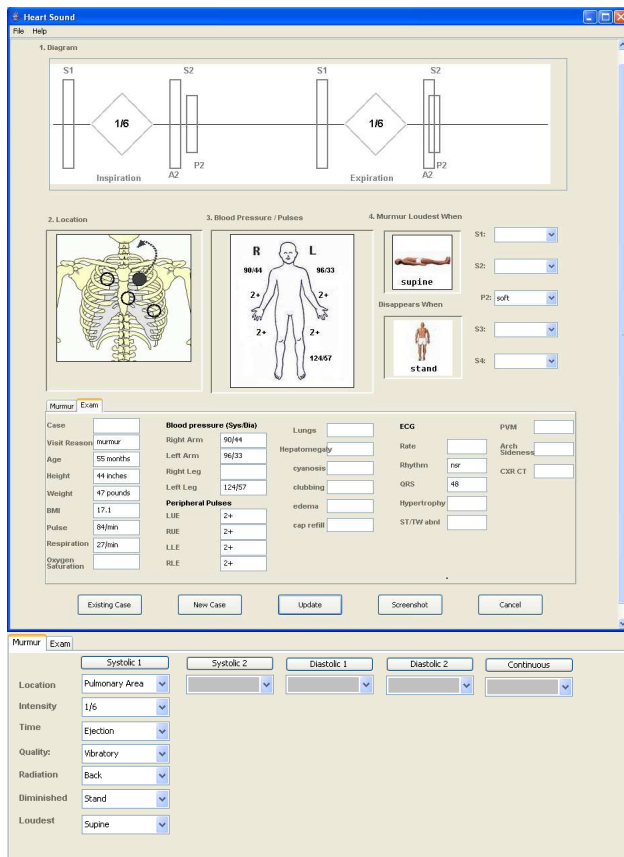 Heart Sound
File Help
1. Diagram
S1 S2 S1 S2
1/6 1/6
P2 P2
Inspiration A2 Expiration A2
2. Location
3. Blood Pressure / Pulses
4. Murmur Loudest When
R L
90/44 96/33
2+ 2+
2+ 2+
124/57
supine
Disappears When
stand
S1:
S2:
P2: soft
S3:
S4:
Murmur Exam
Case
Visit Reason murmur
Age 55 months
Height 44 inches
Weight 47 pounds
BMI 17.1
Pulse 84/min
Respiration 27/min
Oxygen
Saturation
Blood pressure (Sys/Dia)
Right Arm 90/44
Left Arm 96/33
Right Leg
Left Leg 124/57
Peripheral Pulses
LUE 2+
RUE 2+
LLE 2+
RLE 2+
Lungs
Hepatomegaly
cyanosis
clubbing
edema
cap refill
ECG
Rate
Rhythm nsr
QRS 48
Hypertrophy
ST/TW abnl
PVM
Arch
Sideness
CXR CT
Existing Case New Case Update Screenshot Cancel
Murmur Exam
Systolic 1 Systolic 2 Diastolic 1 Diastolic 2 Continuous
Location Pulmonary Area
Intensity 1/6
Time Ejection
Quality: Vibratory
Radiation Back
Diminished Stand
Loudest Supine